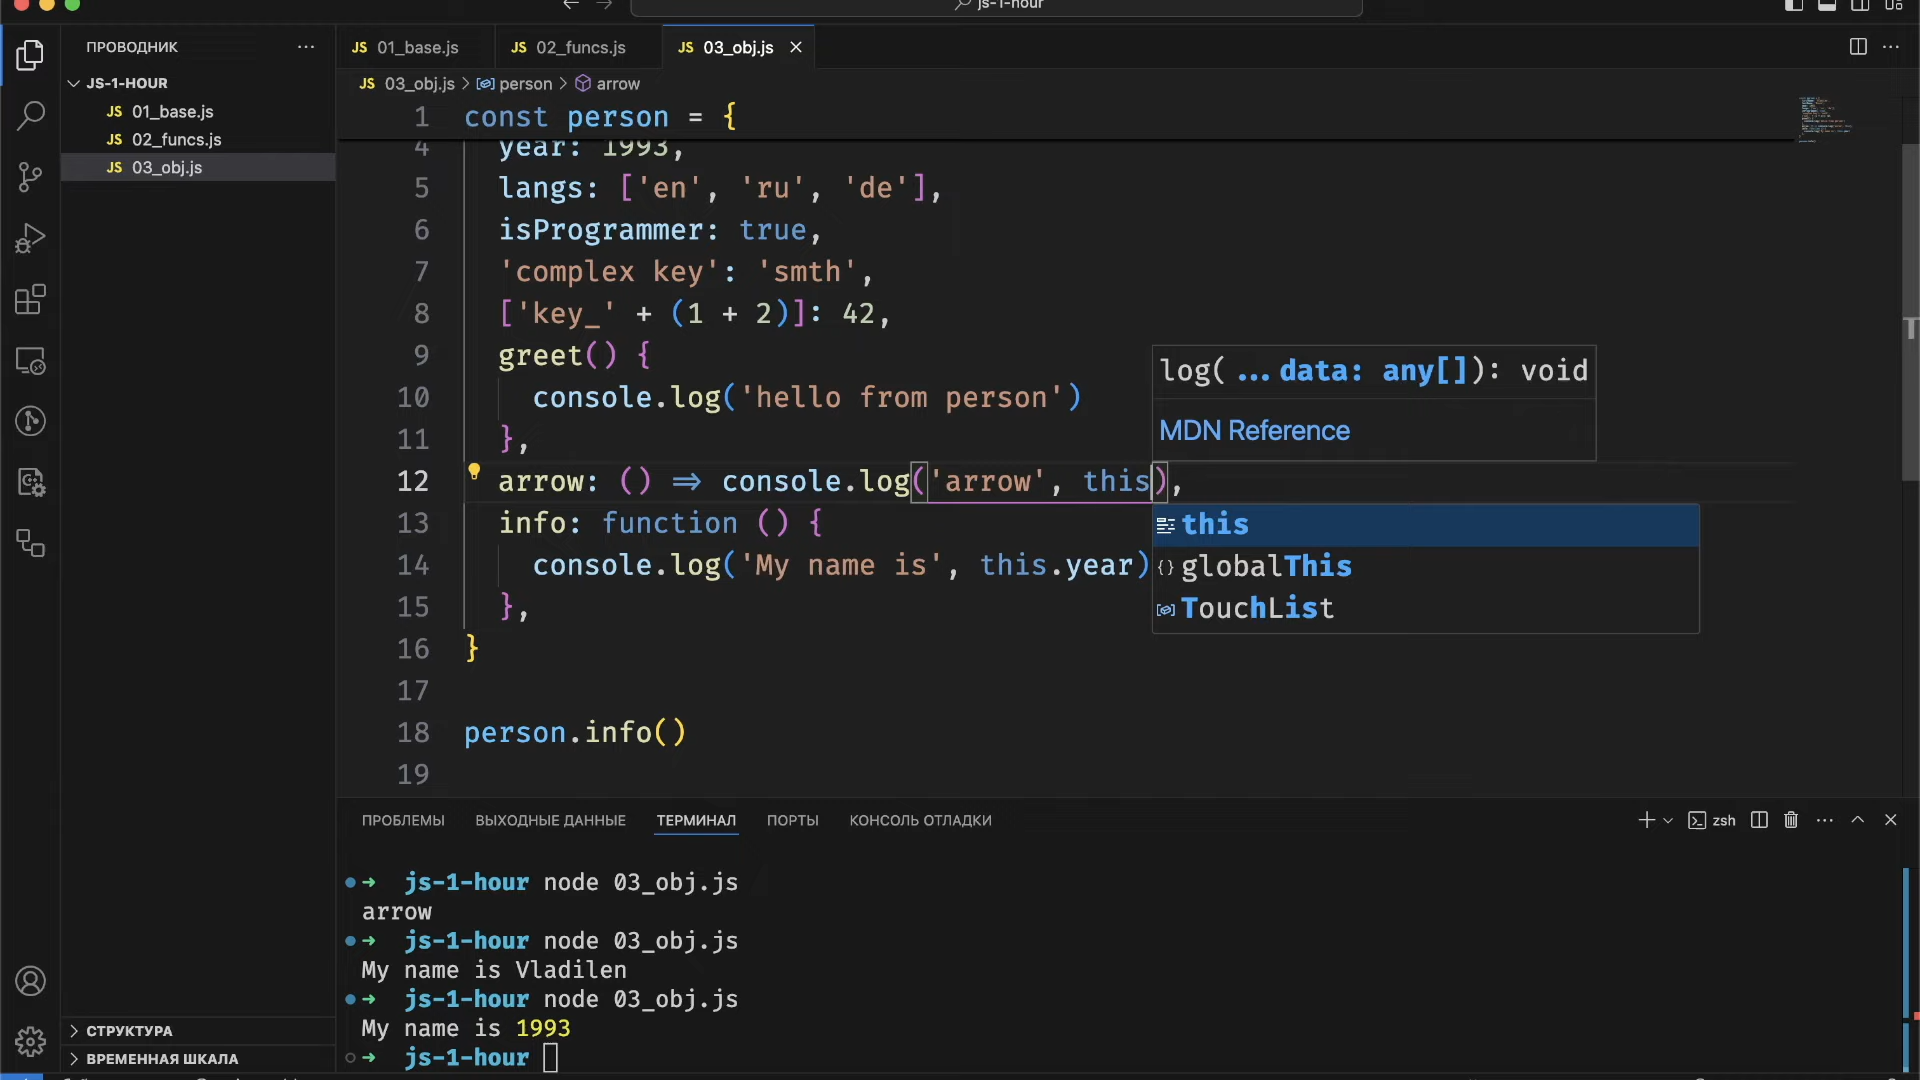 js-1-hour
ПРОВОДНИК
JS 01_base.js
JS 02_funcs.js
JS 03_obj.js
JS-1-HOUR
JS 01_base.js
JS 02_funcs.js
JS 03_obj.js
JS 03_obj.js > person > arrow
1 const person = {
4 year: 1993,
5 langs: ['en', 'ru', 'de'],
6 isProgrammer: true,
7 'complex key': 'smth',
8 ['key_' + (1 + 2)]: 42,
9 greet() {
10 console.log('hello from person')
11 },
12 arrow: () => console.log('arrow', this),
13 info: function () {
14 console.log('My name is', this.year)
15 },
16 }
17
18 person.info()
19
log(...data: any[]): void
MDN Reference
this
globalThis
TouchList
ПРОБЛЕМЫ
ВЫХОДНЫЕ ДАННЫЕ
ТЕРМИНАЛ
ПОРТЫ
КОНСОЛЬ ОТЛАДКИ
zsh
➜ js-1-hour node 03_obj.js
arrow
➜ js-1-hour node 03_obj.js
My name is Vladilen
➜ js-1-hour node 03_obj.js
My name is 1993
➜ js-1-hour
СТРУКТУРА
ВРЕМЕННАЯ ШКАЛА